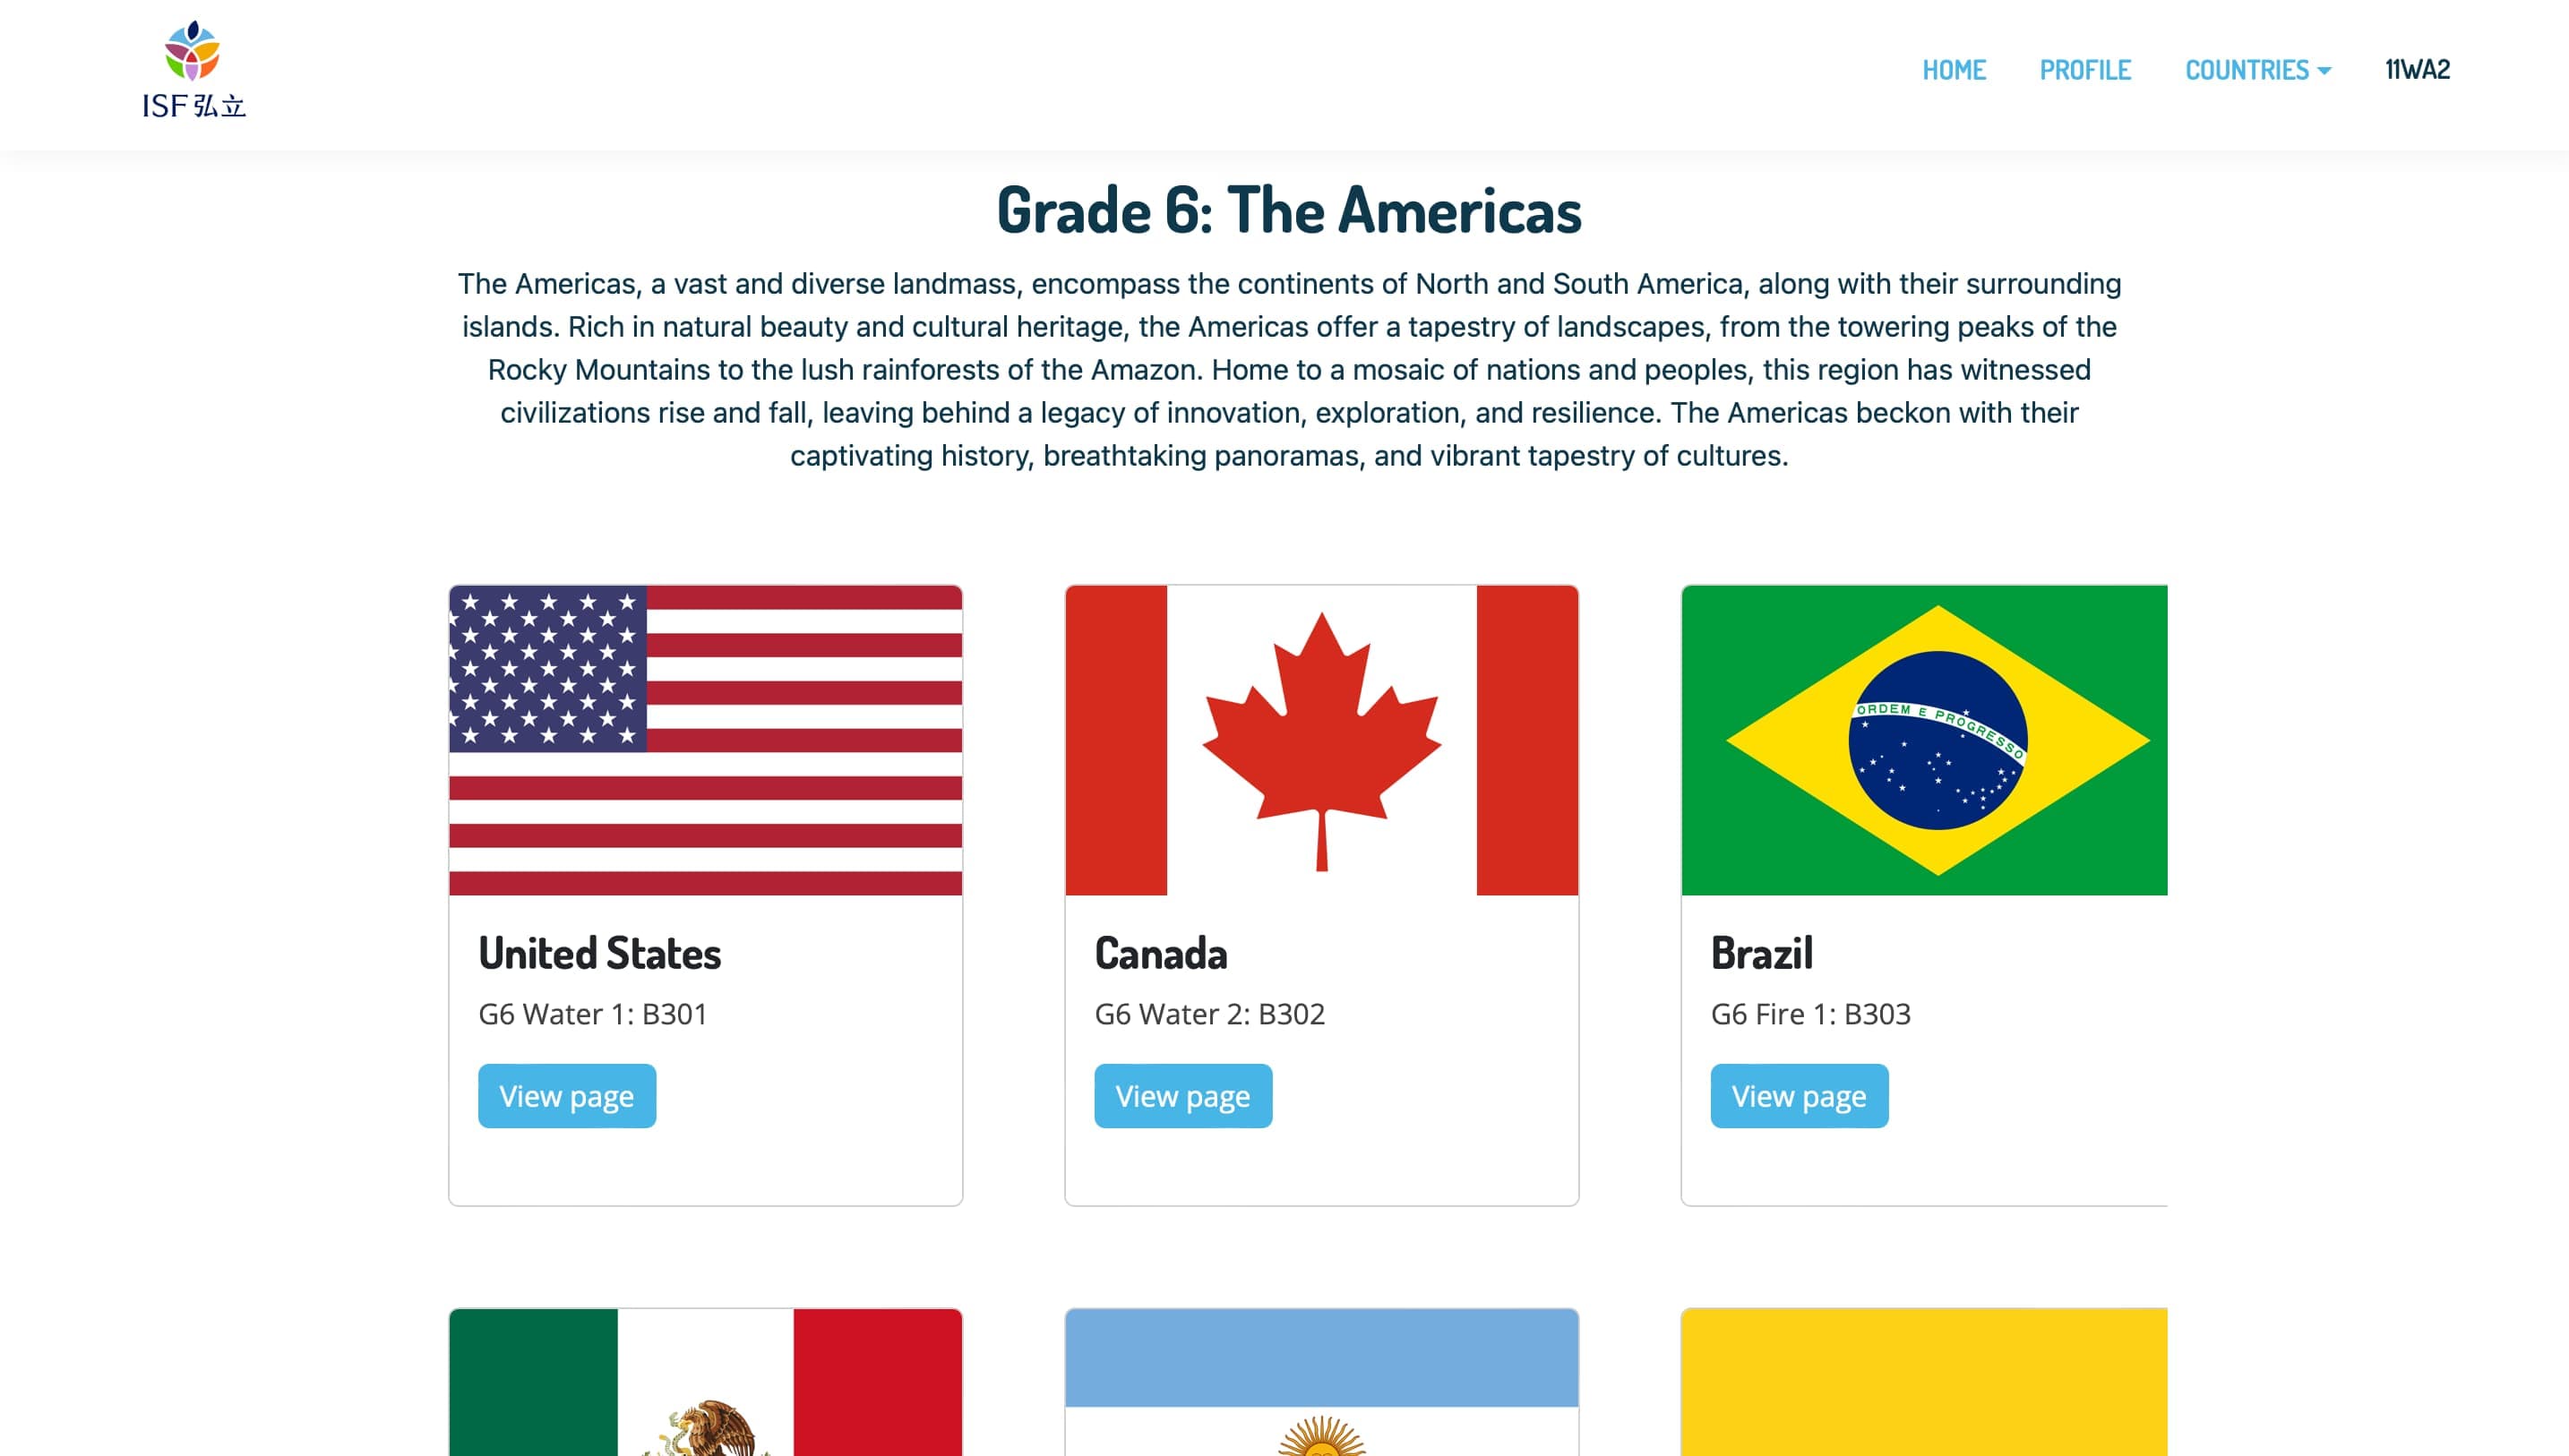 ISF 弘立
HOME PROFILE COUNTRIES 11WA2
Grade 6: The Americas
The Americas, a vast and diverse landmass, encompass the continents of North and South America, along with their surrounding
islands. Rich in natural beauty and cultural heritage, the Americas offer a tapestry of landscapes, from the towering peaks of the
Rocky Mountains to the lush rainforests of the Amazon. Home to a mosaic of nations and peoples, this region has witnessed
civilizations rise and fall, leaving behind a legacy of innovation, exploration, and resilience. The Americas beckon with their
captivating history, breathtaking panoramas, and vibrant tapestry of cultures.
United States
G6 Water 1: B301
View page
Canada
G6 Water 2: B302
View page
ORDEM E PROGRESSO
Brazil
G6 Fire 1: B303
View page